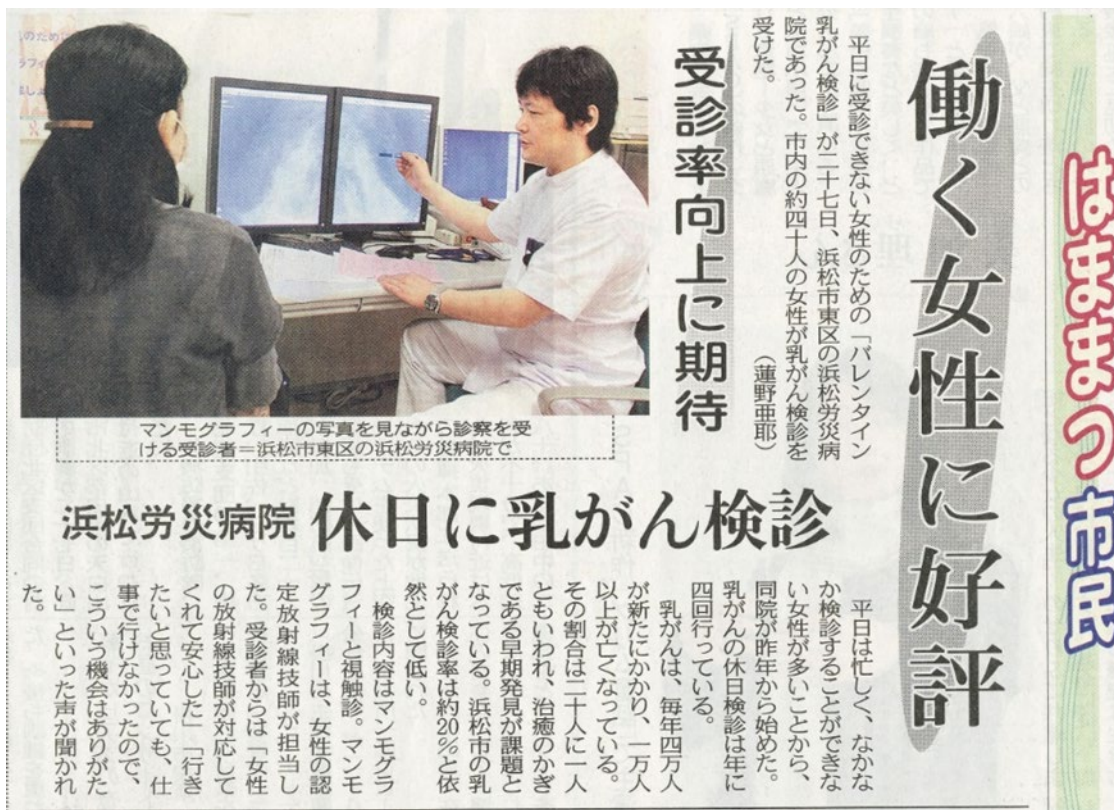 はままつ市民
働く女性に好評
受診率向上に期待
浜松労災病院 休日に乳がん検診
平日に受診できない女性のための「バレンタイン
乳がん検診」が二十七日、浜松市東区の浜松労災病
院であった。市内の約四十人の女性が乳がん検診を
受けた。
（蓮野亜耶）
マンモグラフィーの写真を見ながら診察を受
ける受診者＝浜松市東区の浜松労災病院で
平日は忙しく、なかな
か検診することができな
い女性が多いことから、
同院が昨年から始めた。
乳がんの休日検診は年に
四回行っている。
乳がんは、毎年四万人
が新たにかかり、一万人
以上が亡くなっている。
その割合は二十人に一人
ともいわれ、治癒のかぎ
である早期発見が課題と
なっている。浜松市の乳
がん検診率は約20％と依
然として低い。
検診内容はマンモグラ
フィーと視触診。マンモ
グラフィーは、女性の認
定放射線技師が担当し
た。受診者からは「女性
の放射線技師が対応して
くれて安心した」「行き
たいと思っていても、仕
事で行けなかったので、
こういう機会はありがた
い」といった声が聞かれ
た。